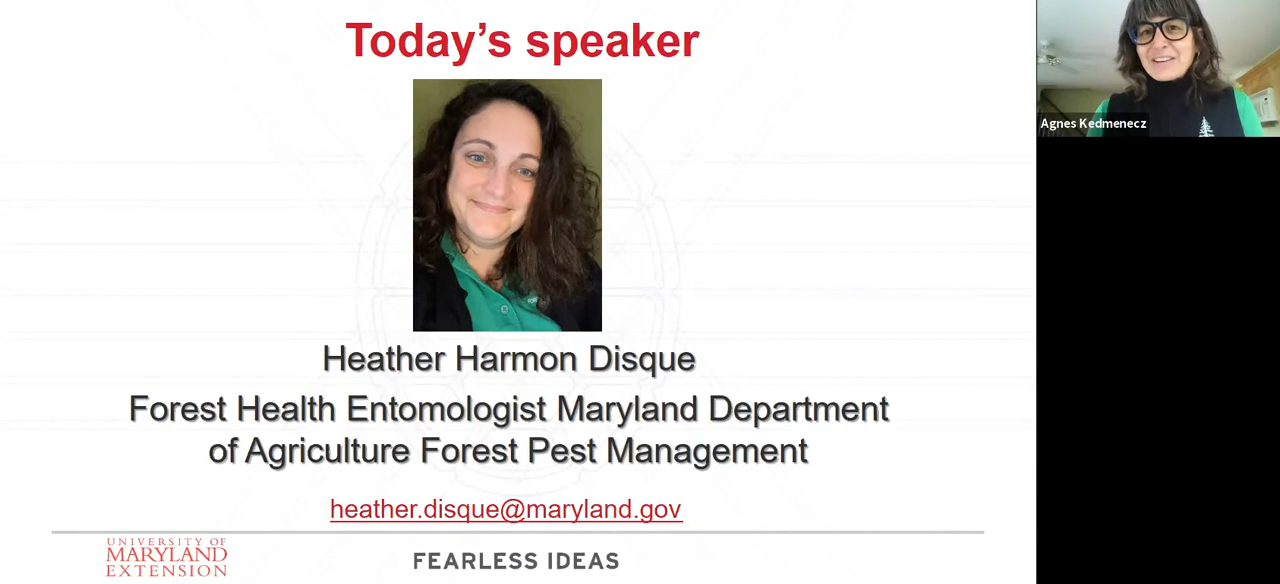 Today's speaker
Agnes Kedmenecz
Heather Harmon Disque
Forest Health Entomologist Maryland Department
of Agriculture Forest Pest Management
heather.disque@maryland.gov
UNIVERSITY OF
MARYLAND
EXTENSION
FEARLESS IDEAS